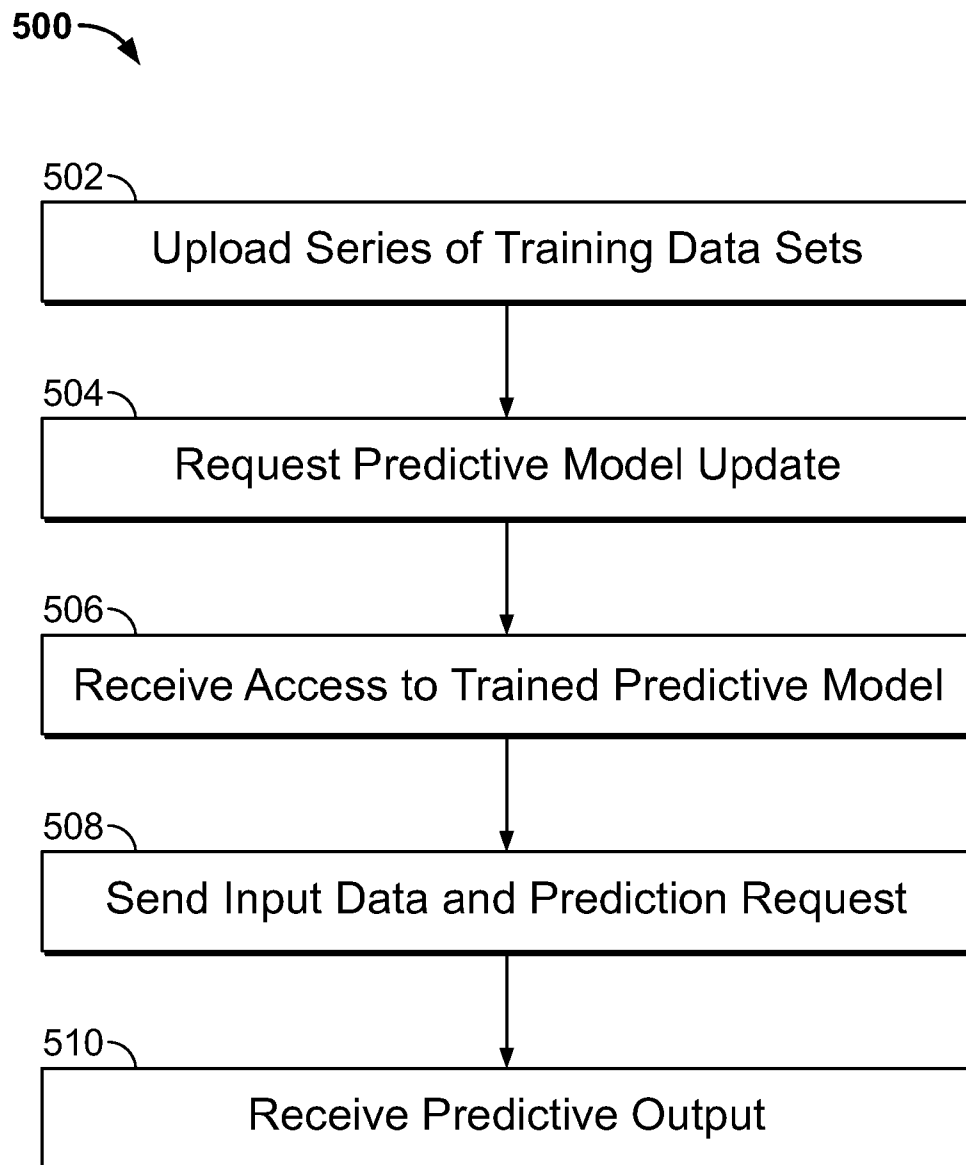 500
502
Upload Series of Training Data Sets
504
Request Predictive Model Update
506
Receive Access to Trained Predictive Model
508
Send Input Data and Prediction Request
510
Receive Predictive Output